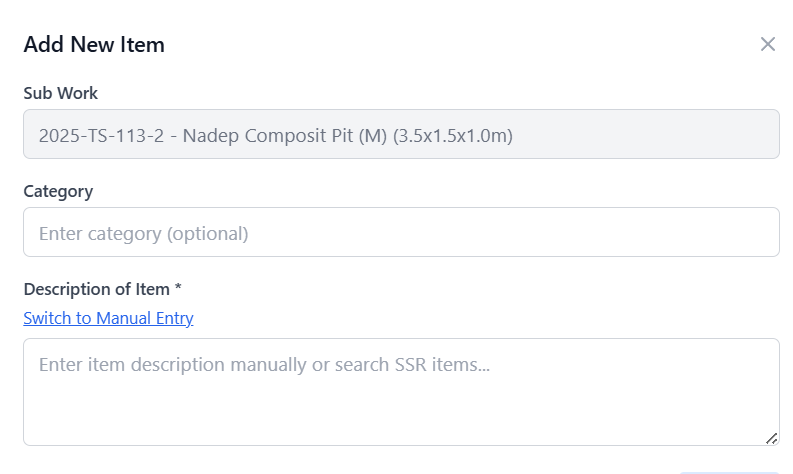 Add New Item
Sub Work
2025-TS-113-2 - Nadep Composit Pit (M) (3.5x1.5x1.0m)
Category
Enter category (optional)
Description of Item *
Switch to Manual Entry
Enter item description manually or search SSR items...